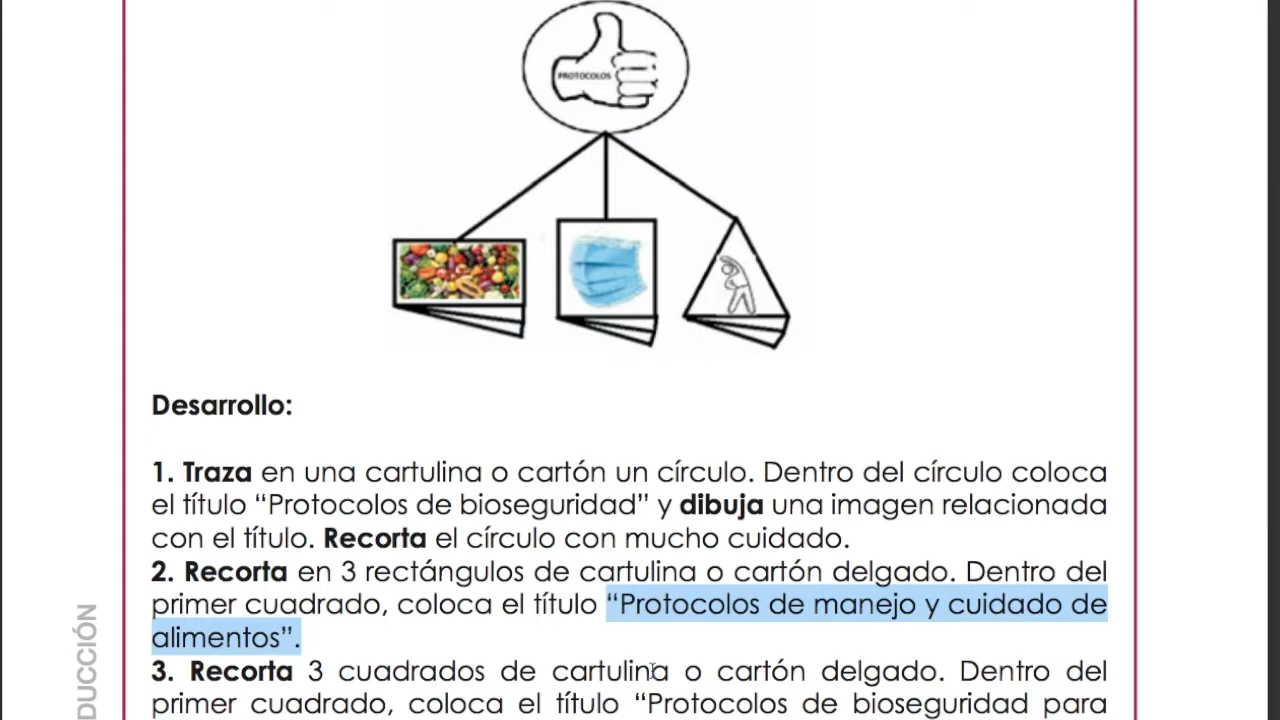 PROTOCOLOS
Desarrollo:
1. Traza en una cartulina o cartón un círculo. Dentro del círculo coloca
el título “Protocolos de bioseguridad” y dibuja una imagen relacionada
con el título. Recorta el círculo con mucho cuidado.
2. Recorta en 3 rectángulos de cartulina o cartón delgado. Dentro del
primer cuadrado, coloca el título “Protocolos de manejo y cuidado de
alimentos”.
3. Recorta 3 cuadrados de cartulina o cartón delgado. Dentro del
primer cuadrado, coloca el título “Protocolos de bioseguridad para
DUCCIÓN